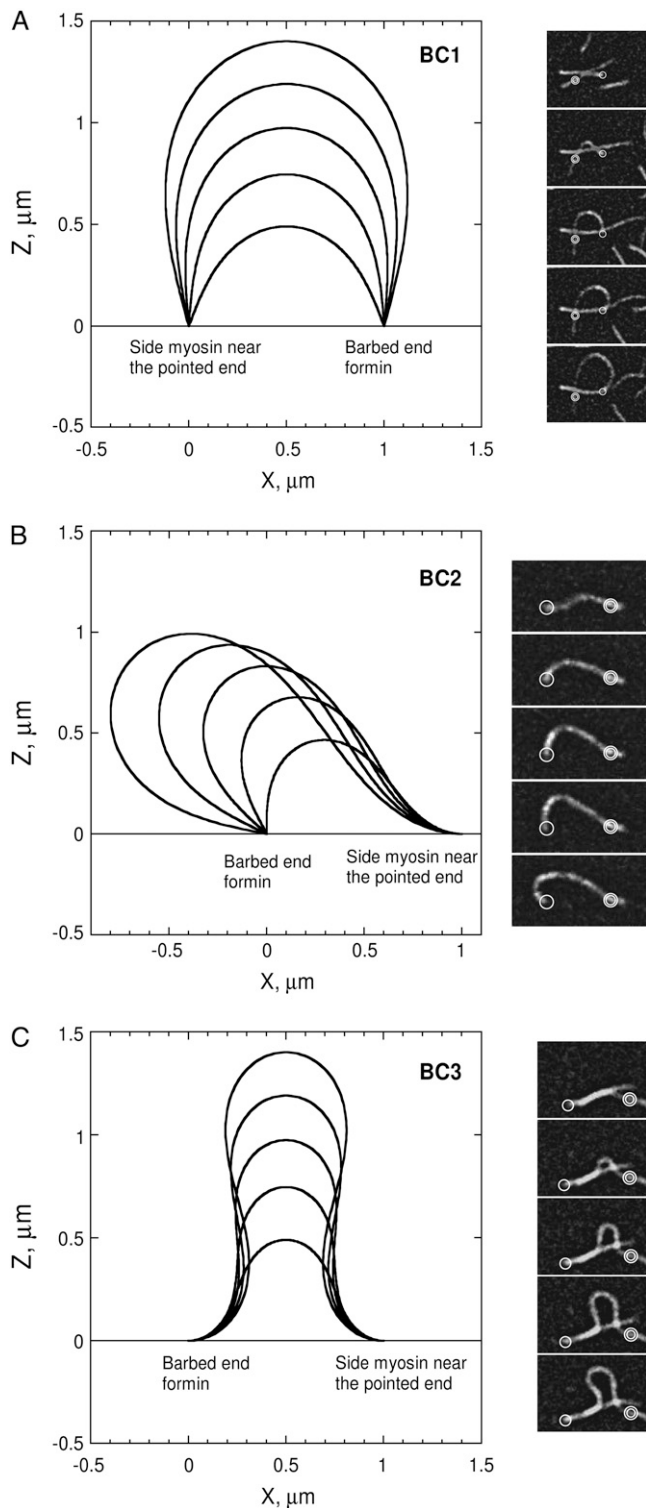 A
BC1
1.5
1
0.5
0
-0.5
Z, μm
Side myosin near
the pointed end
Barbed end
formin
-0.5 0 0.5 1 1.5
X, μm
B
BC2
1.5
1
0.5
0
-0.5
Z, μm
Barbed end
formin
Side myosin near
the pointed end
-0.5 0 0.5 1
X, μm
C
BC3
1.5
1
0.5
0
-0.5
Z, μm
Barbed end
formin
Side myosin near
the pointed end
-0.5 0 0.5 1 1.5
X, μm